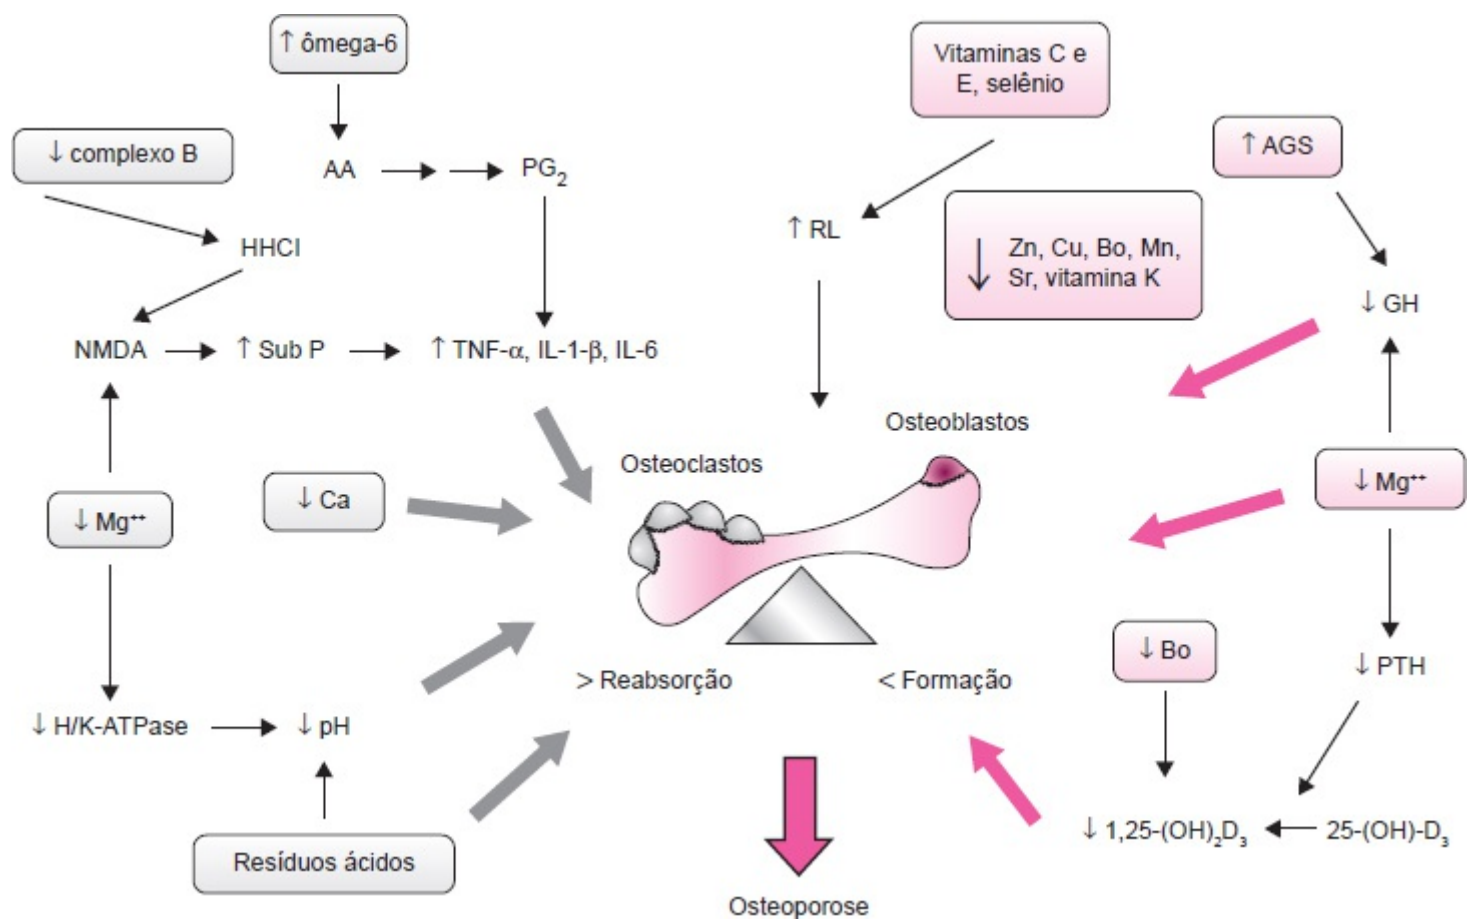 ↑ ômega-6
Vitaminas C e
E, selênio
↓ complexo B
↑ AGS
AA
PG₂
↑ RL
↓ Zn, Cu, Bo, Mn,
Sr, vitamina K
HHCI
↓ GH
NMDA
↑ Sub P
↑ TNF-α, IL-1-β, IL-6
Osteoblastos
Osteoclastos
↓ Mg⁺⁺
↓ Ca
↓ Mg⁺⁺
↓ Bo
↓ PTH
> Reabsorção
< Formação
↓ H/K-ATPase
↓ pH
↓ 1,25-(OH)₂D₃
25-(OH)-D₃
Resíduos ácidos
Osteoporose